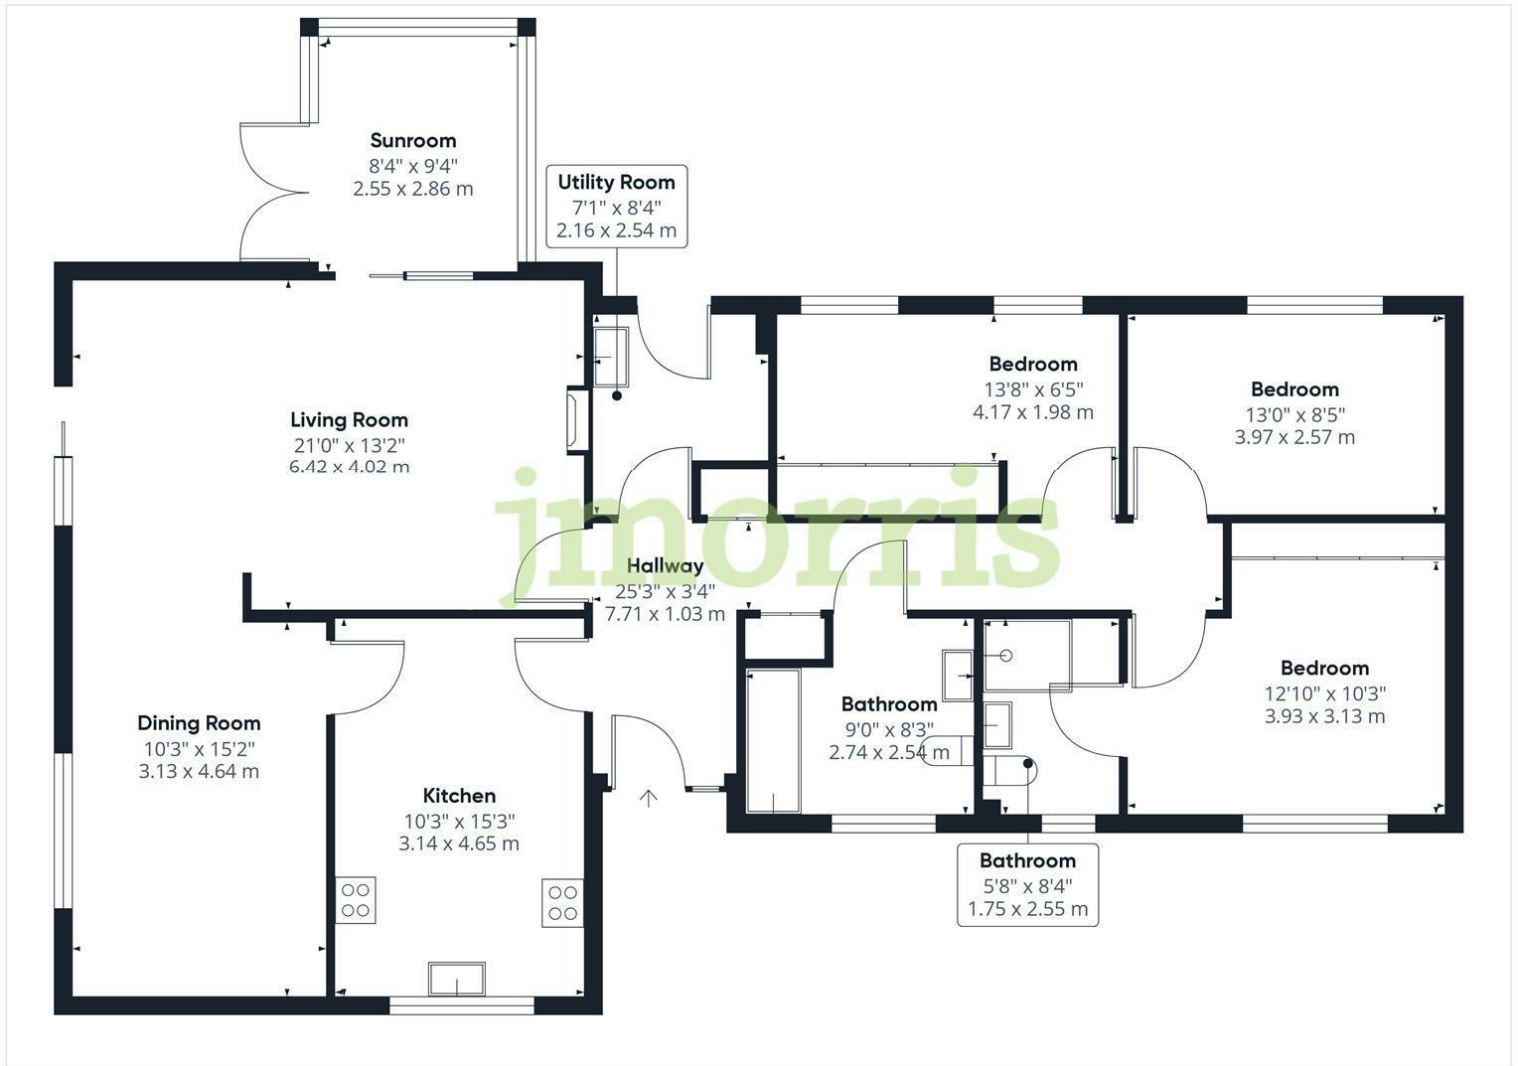 Sunroom
8'4" x 9'4"
2.55 x 2.86 m
Utility Room
7'1" x 8'4"
2.16 x 2.54 m
Bedroom
13'8" x 6'5"
4.17 x 1.98 m
Bedroom
13'0" x 8'5"
3.97 x 2.57 m
Living Room
21'0" x 13'2"
6.42 x 4.02 m
jmorris
Hallway
25'3" x 3'4"
7.71 x 1.03 m
Bedroom
12'10" x 10'3"
3.93 x 3.13 m
Bathroom
9'0" x 8'3"
2.74 x 2.54 m
Dining Room
10'3" x 15'2"
3.13 x 4.64 m
Kitchen
10'3" x 15'3"
3.14 x 4.65 m
Bathroom
5'8" x 8'4"
1.75 x 2.55 m